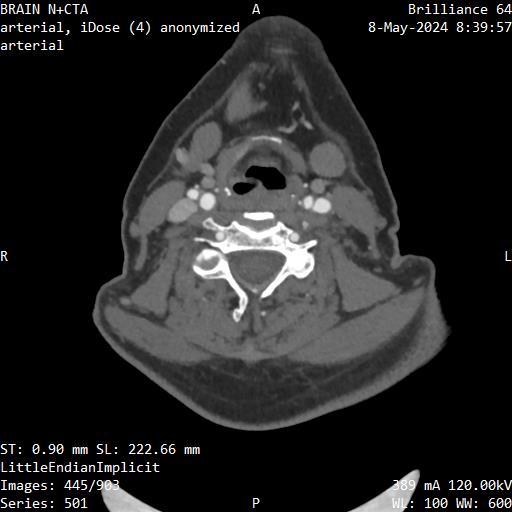 BRAIN N+CTA A Brilliance 64
arterial, iDose (4) anonymized 8-May-2024 8:39:57
arterial
R L
ST: 0.90 mm SL: 222.66 mm
LittleEndianImplicit
Images: 445/903 389 mA 120.00kV
Series: 501 P WL: 100 WW: 600